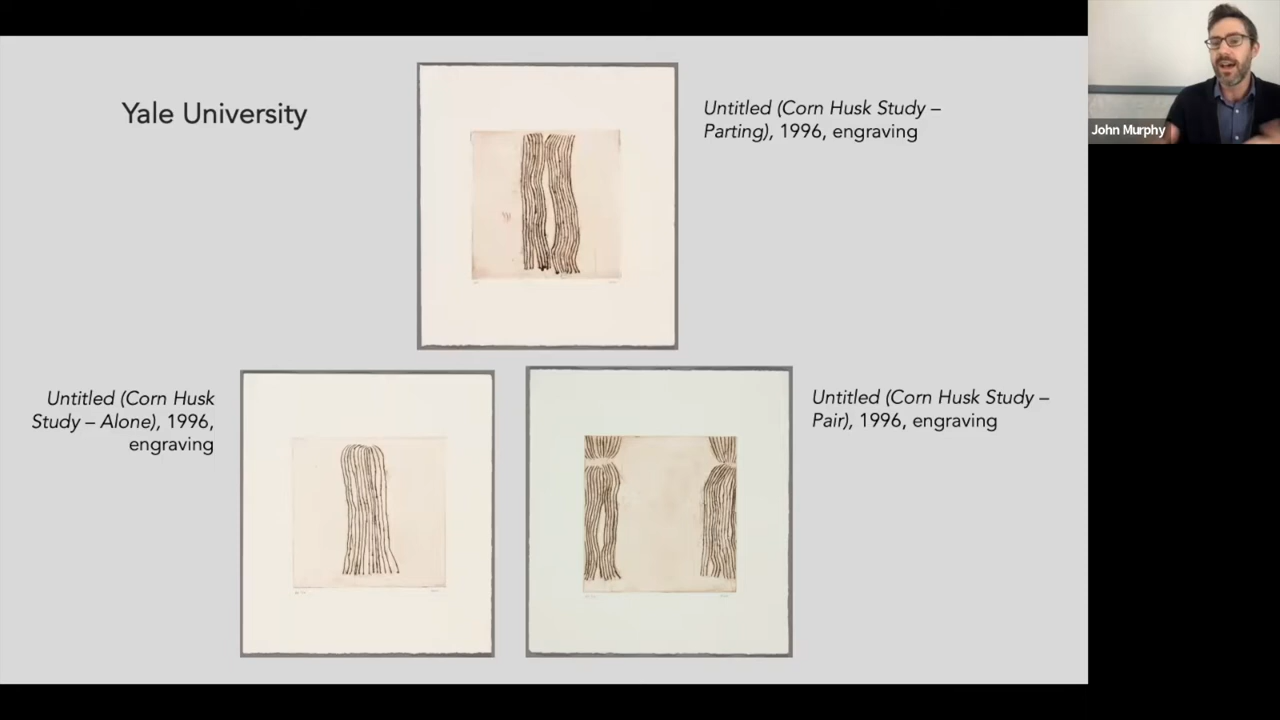 Yale University
Untitled (Corn Husk Study –
Parting), 1996, engraving
John Murphy
Untitled (Corn Husk
Study – Alone), 1996,
engraving
Untitled (Corn Husk Study –
Pair), 1996, engraving